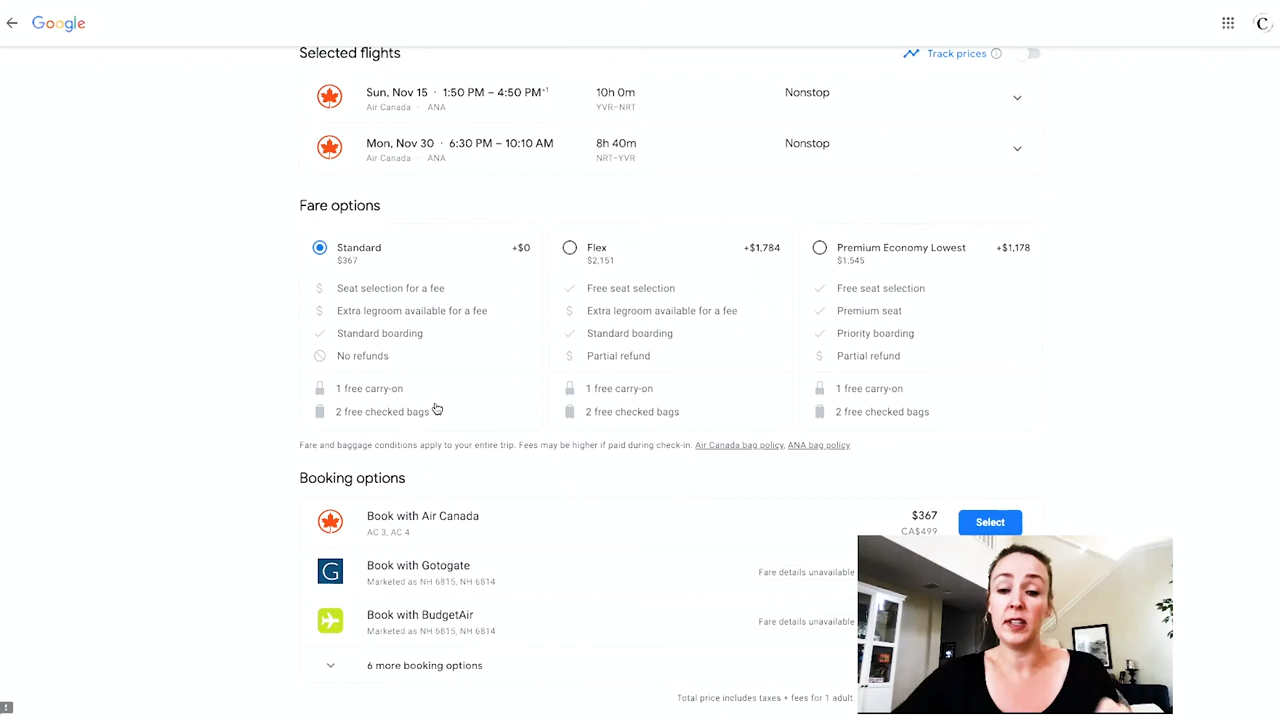 Google
C
Selected flights
Track prices
Sun, Nov 15 · 1:50 PM – 4:50 PM+1
10h 0m
Nonstop
Air Canada · ANA
YVR–NRT
Mon, Nov 30 · 6:30 PM – 10:10 AM
8h 40m
Nonstop
Air Canada · ANA
NRT–YVR
Fare options
Standard +$0
$367
Seat selection for a fee
Extra legroom available for a fee
Standard boarding
No refunds
1 free carry-on
2 free checked bags
Flex +$1,784
$2,151
Free seat selection
Extra legroom available for a fee
Standard boarding
Partial refund
1 free carry-on
2 free checked bags
Premium Economy Lowest +$1,178
$1,545
Free seat selection
Premium seat
Priority boarding
Partial refund
1 free carry-on
2 free checked bags
Fare and baggage conditions apply to your entire trip. Fees may be higher if paid during check-in. Air Canada bag policy, ANA bag policy
Booking options
Book with Air Canada
AC 3, AC 4
$367
CA$499
Select
Book with Gotogate
Marketed as NH 6815, NH 6814
Fare details unavailable
Book with BudgetAir
Marketed as NH 6815, NH 6814
Fare details unavailable
6 more booking options
Total price includes taxes + fees for 1 adult.